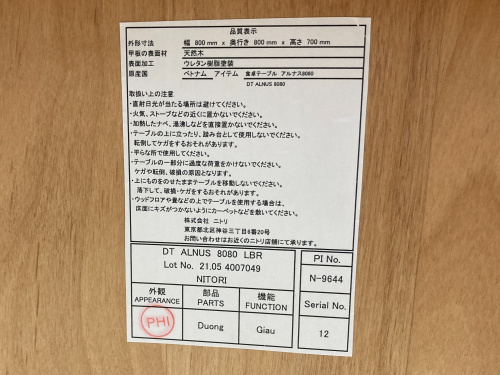 品質表示
外形寸法 幅 800mm x 奥行き 800mm x 高さ 700mm
甲板の表面材 天然木
表面加工 ウレタン樹脂塗装
原産国 ベトナム アイテム 食卓テーブル アルナス8080
DT ALNUS 8080
取扱い上の注意
・直射日光が当たる場所は避けてください。
・火気、ストーブなどの近くに置かないでください。
・加熱したナベ、湯沸しなどを直接置かないでください。
・テーブルの上に立ったり、踏み台として使用しないでください。
転倒してケガをするおそれがあります。
・平らな所で使用してください。
・テーブルの一部分に過度な荷重をかけないでください。
ケガや転倒、破損の原因となります。
・上にものをのせたままテーブルを移動しないでください。
落下して、破損・ケガをするおそれがあります。
・ウッドフロアや畳などの上でテーブルを使用する場合は、
床面にキズがつかないようにカーペットなどを敷いてください。
株式会社 ニトリ
東京都北区神谷三丁目6番20号
お問い合わせはお近くのニトリ店舗にて承ります。
DT ALNUS 8080 LBR
Lot No. 21.05 4007049
NITORI
PI No.
N-9644
外観 部品 機能
APPEARANCE PARTS FUNCTION
Serial No.
PHI Duong Giau
12